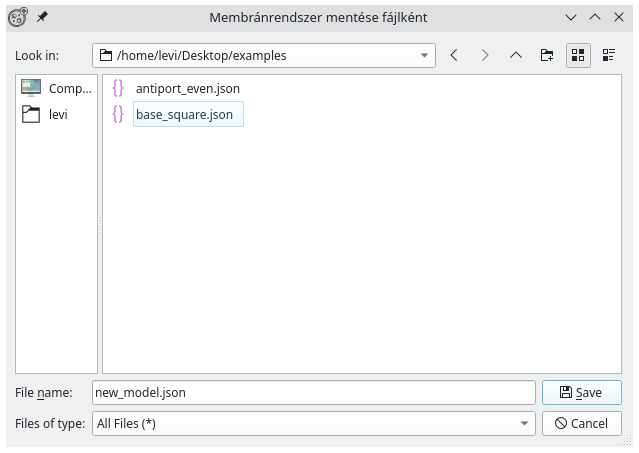 Membránrendszer mentése fájlként
Look in: /home/levi/Desktop/examples
Comp...
levi
antiport_even.json
base_square.json
File name: new_model.json Save
Files of type: All Files (*) Cancel